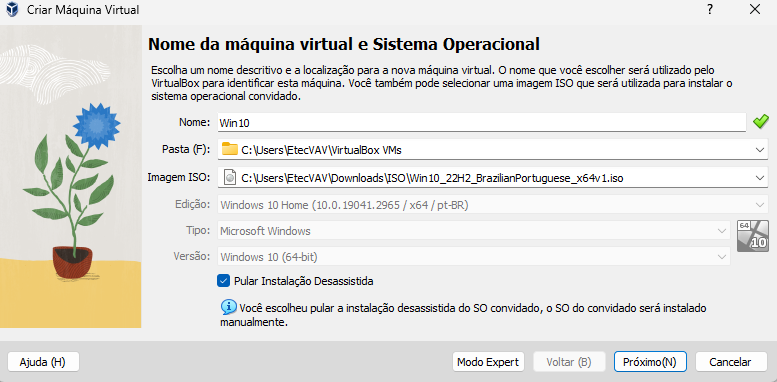 Criar Máquina Virtual
?
Nome da máquina virtual e Sistema Operacional
Escolha um nome descritivo e a localização para a nova máquina virtual. O nome que você escolher será utilizado pelo
VirtualBox para identificar esta máquina. Você também pode selecionar uma imagem ISO que será utilizada para instalar o
sistema operacional convidado.
Nome: Win10
Pasta (F): C:\Users\EtecVAV\VirtualBox VMs
Imagem ISO: C:\Users\EtecVAV\Downloads\ISO\Win10_22H2_BrazilianPortuguese_x64v1.iso
Edição: Windows 10 Home (10.0.19041.2965 / x64 / pt-BR)
Tipo: Microsoft Windows
64
10
Versão: Windows 10 (64-bit)
Pular Instalação Desassistida
Você escolheu pular a instalação desassistida do SO convidado, o SO do convidado será instalado
manualmente.
Ajuda (H) Modo Expert Voltar (B) Próximo(N) Cancelar